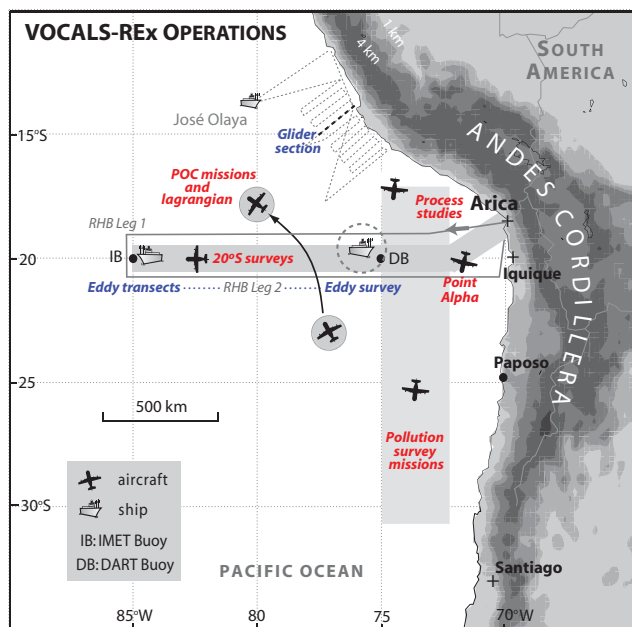 VOCALS-REX OPERATIONS
1 km
4 km
SOUTH
AMERICA
José Olaya
15°S
Glider
section
ANDES CORDILLERA
POC missions
and
lagrangian
Process
studies
Arica
RHB Leg 1
IB
20°S surveys
DB
20
Iquique
Point
Alpha
Eddy transects
RHB Leg 2
Eddy survey
Paposo
25
500 km
Pollution
survey
missions
aircraft
ship
IB: IMET Buoy
DB: DART Buoy
30°S
PACIFIC OCEAN
Santiago
85°W
80
75
70°W